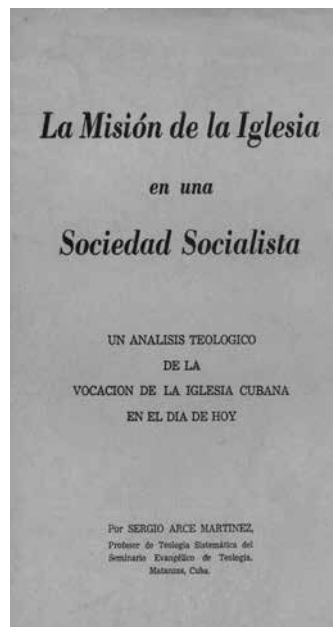 La Misión de la Iglesia
en una
Sociedad Socialista
UN ANALISIS TEOLOGICO
DE LA
VOCACION DE LA IGLESIA CUBANA
EN EL DIA DE HOY
Por SERGIO ARCE MARTINEZ,
Profesor de Teología Sistemática del
Seminario Evangélico de Teología.
Matanzas, Cuba.